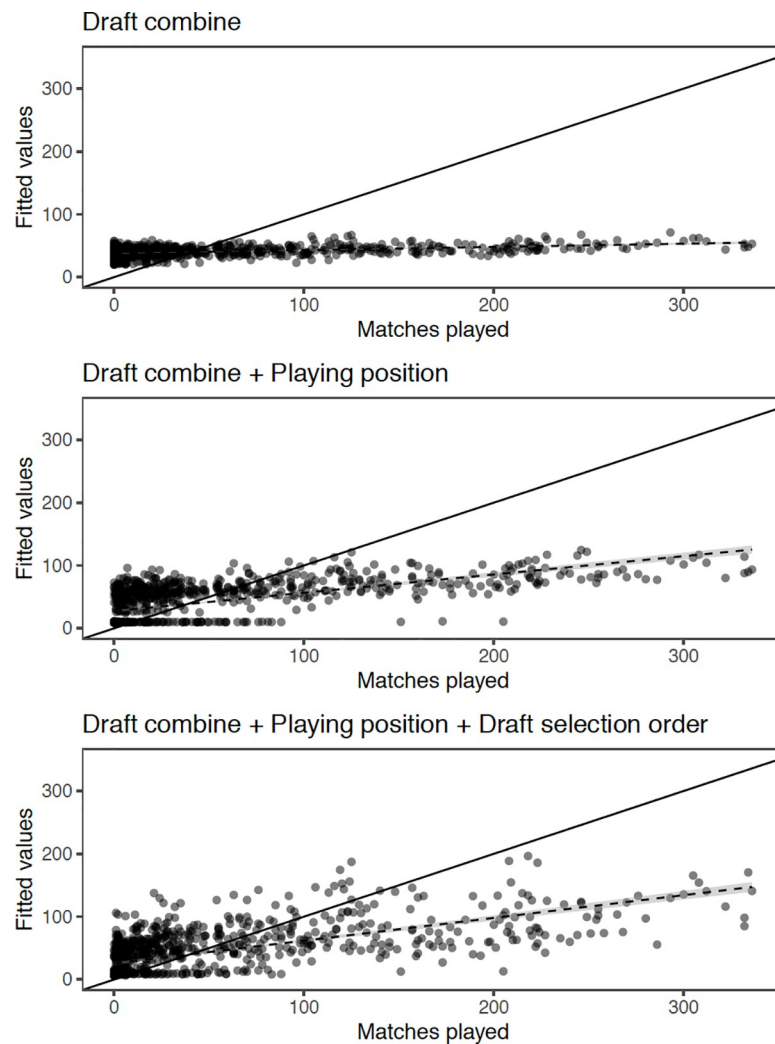 Draft combine
300
200
100
0
Fitted values
0 100 200 300
Matches played
Draft combine + Playing position
300
200
100
0
Fitted values
0 100 200 300
Matches played
Draft combine + Playing position + Draft selection order
300
200
100
0
Fitted values
0 100 200 300
Matches played